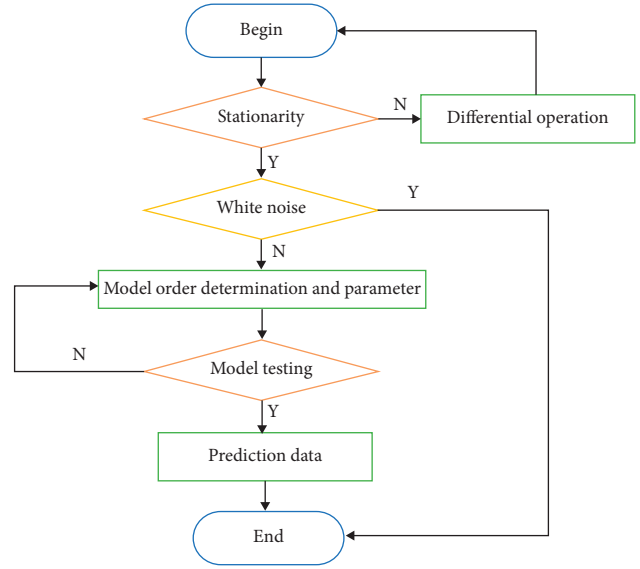 Begin
Stationarity
N
Differential operation
Y
White noise
Y
N
Model order determination and parameter
N
Model testing
Y
Prediction data
End